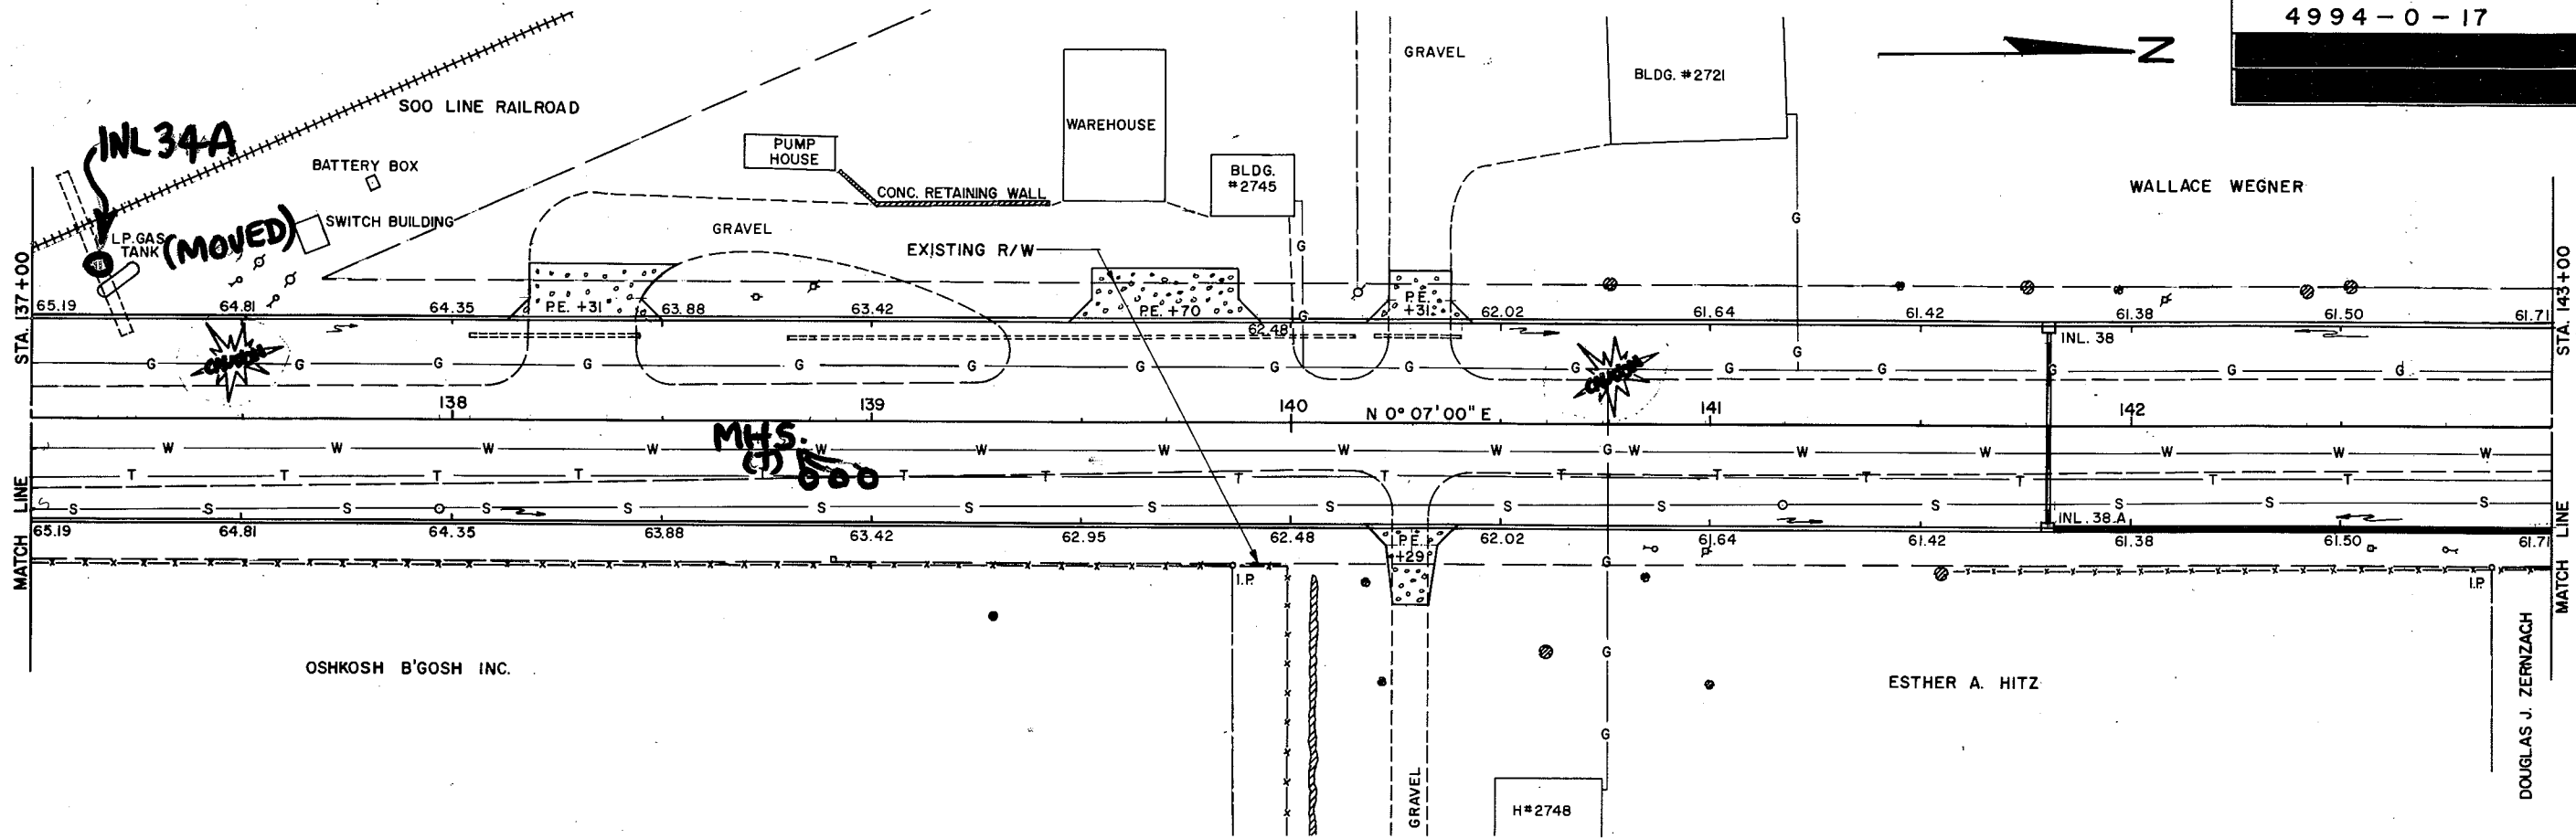 4994-0-17
N
GRAVEL
BLDG. #2721
SOO LINE RAILROAD
WAREHOUSE
INL 34A
PUMP
HOUSE
BATTERY BOX
BLDG.
#2745
CONC. RETAINING WALL
WALLACE WEGNER
SWITCH BUILDING
L.P. GAS
TANK
(MOVED)
GRAVEL
G
EXISTING R/W
G
STA. 137+00
STA. 143+00
65.19 64.81 64.35 P.E. +31 63.88 63.42 P.E. +70 62.48 P.E. +31 62.02 61.64 61.42 61.38 61.50 61.71
G
INL. 38
G
G G G G G G G G G G G G G G
138 139 140 N 0° 07' 00" E 141 142
MHS.
(T)
W W W W W W W W W W G W W W W W W
T T T T T T T T T T T T T T T
S S S S S S S S S S S S S S S
INL. 38.A
65.19 64.81 64.35 63.88 63.42 62.95 62.48 P.E. +29 62.02 61.64 61.42 61.38 61.50 61.71
MATCH LINE
MATCH LINE
G
I.P.
I.P.
OSHKOSH B'GOSH INC.
G
ESTHER A. HITZ
DOUGLAS J. ZERNZACH
G
GRAVEL
H#2748